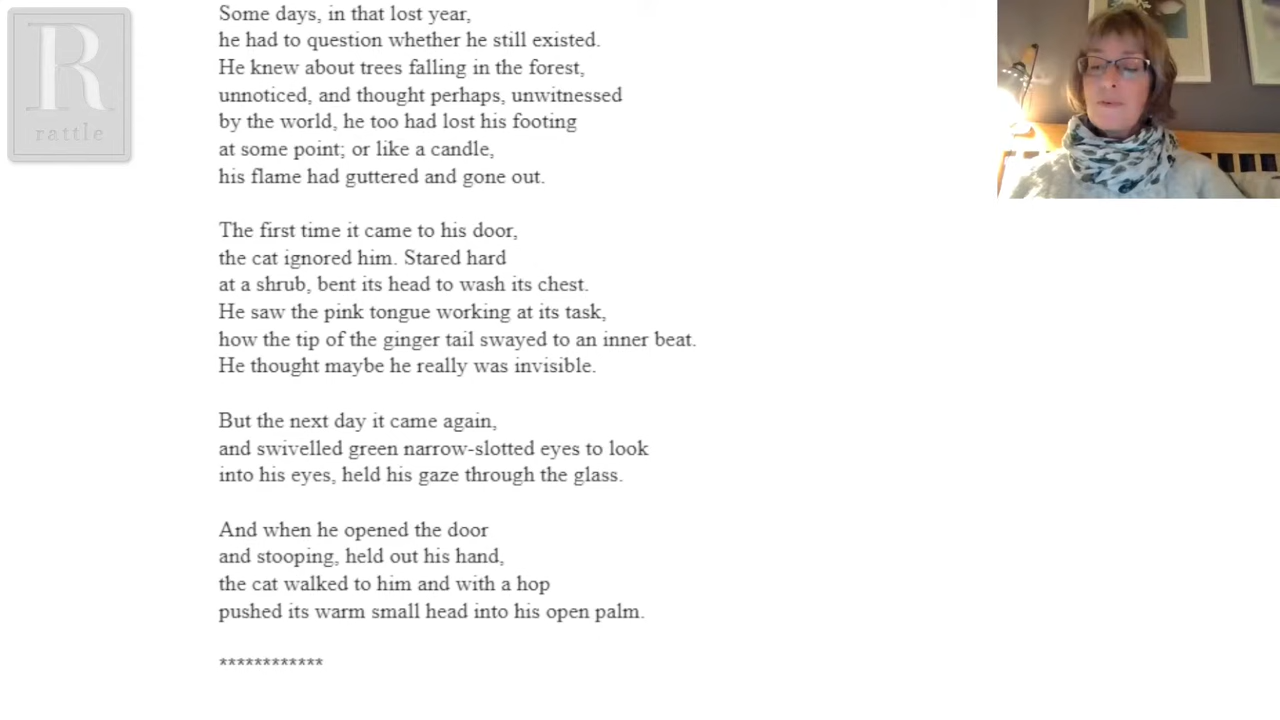 R
rattle
Some days, in that lost year,
he had to question whether he still existed.
He knew about trees falling in the forest,
unnoticed, and thought perhaps, unwitnessed
by the world, he too had lost his footing
at some point; or like a candle,
his flame had guttered and gone out.
The first time it came to his door,
the cat ignored him. Stared hard
at a shrub, bent its head to wash its chest.
He saw the pink tongue working at its task,
how the tip of the ginger tail swayed to an inner beat.
He thought maybe he really was invisible.
But the next day it came again,
and swivelled green narrow-slotted eyes to look
into his eyes, held his gaze through the glass.
And when he opened the door
and stooping, held out his hand,
the cat walked to him and with a hop
pushed its warm small head into his open palm.
************